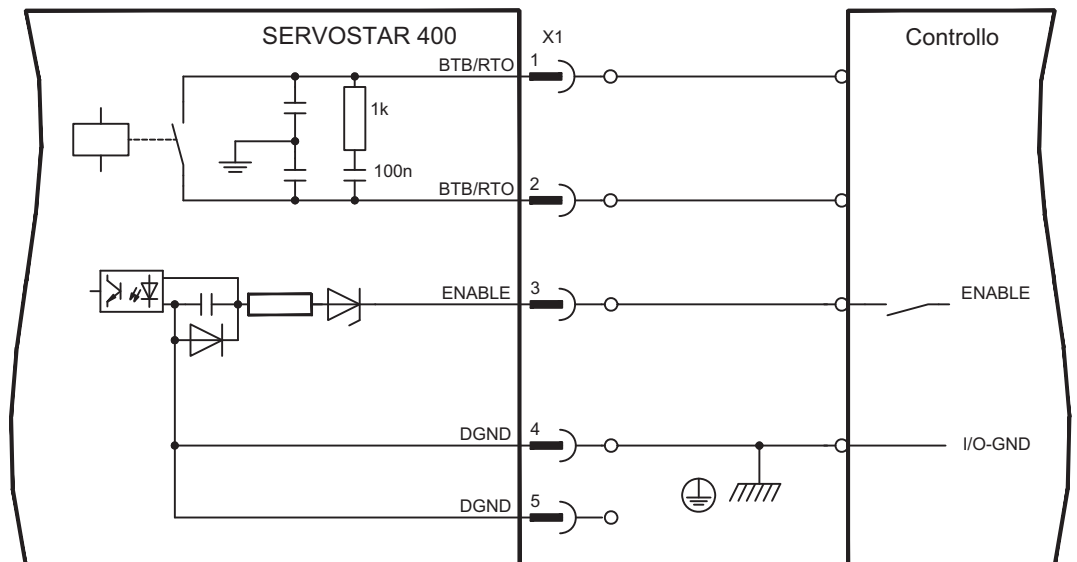 SERVOSTAR 400
X1
Controllo
BTB/RTO
1
1k
100n
BTB/RTO
2
ENABLE
3
ENABLE
DGND
4
I/O-GND
DGND
5